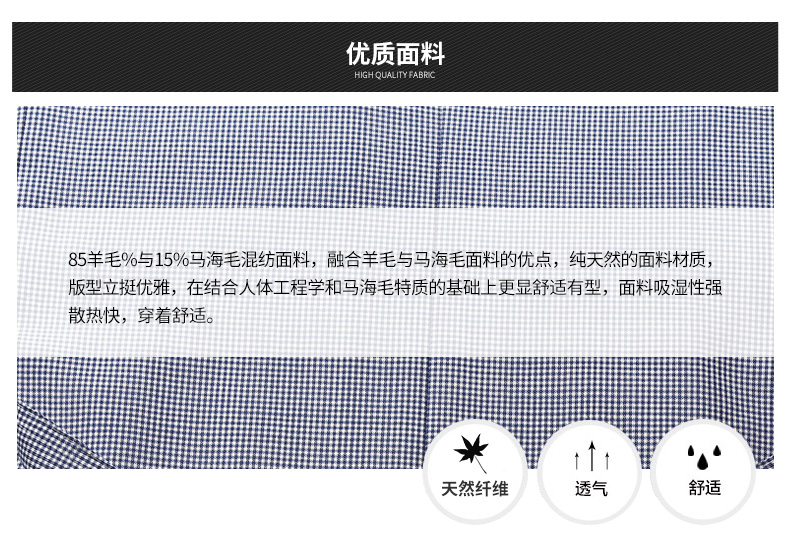 优质面料
HIGH QUALITY FABRIC
85羊毛%与15%马海毛混纺面料，融合羊毛与马海毛面料的优点，纯天然的面料材质，
版型立挺优雅，在结合人体工程学和马海毛特质的基础上更显舒适有型，面料吸湿性强
散热快，穿着舒适。
天然纤维
透气
舒适